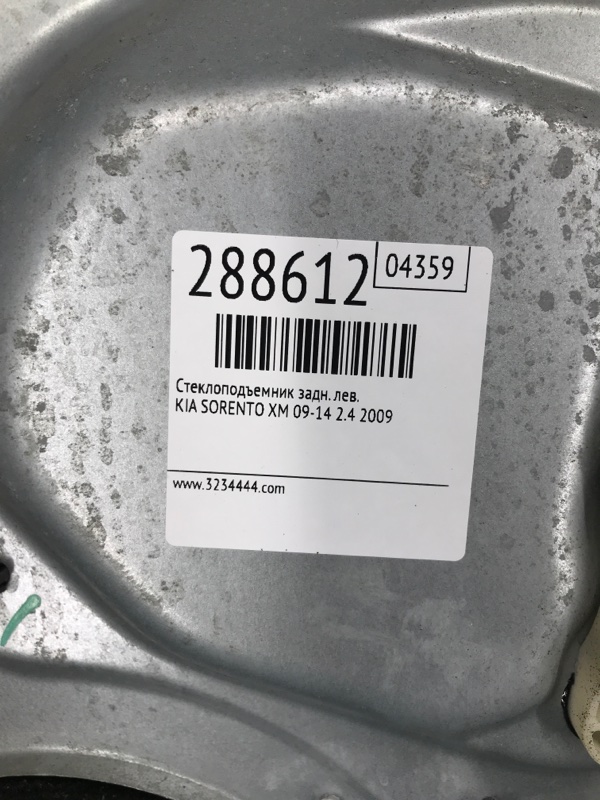 288612
04359
Стеклоподъемник задн. лев.
KIA SORENTO XM 09-14 2.4 2009
www.3234444.com